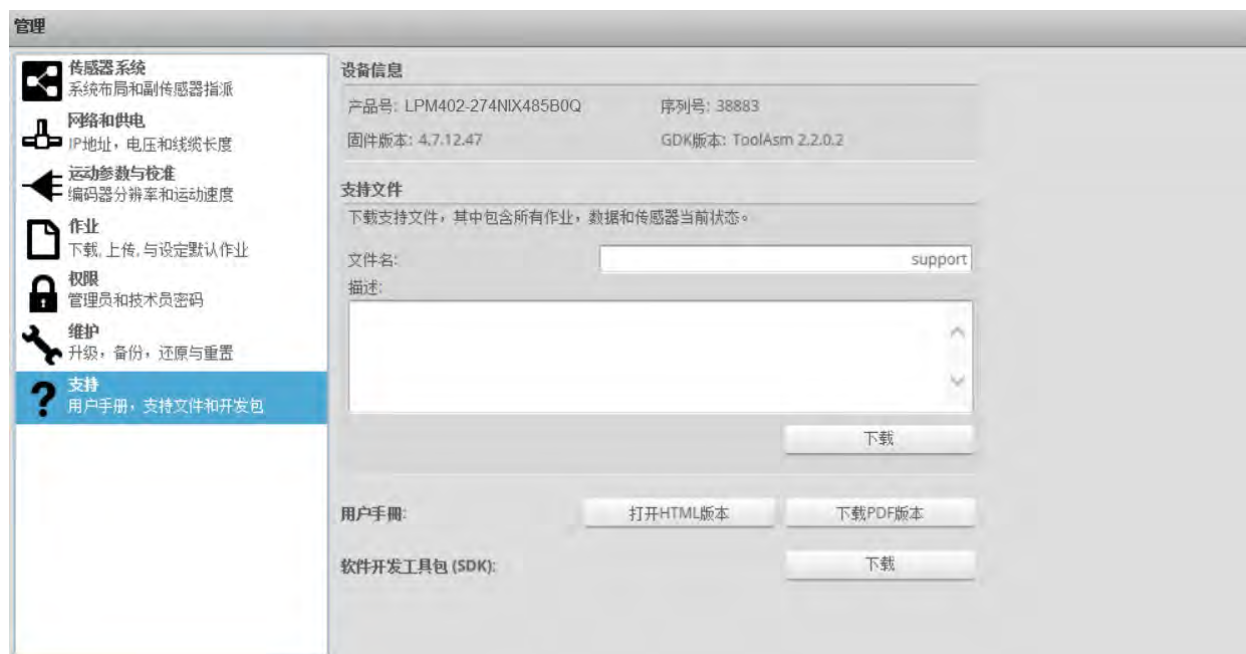 管理
传感器系统
系统布局和副传感器指派
网络和供电
IP地址，电压和线缆长度
运动参数与校准
编码器分辨率和运动速度
作业
下载, 上传, 与设定默认作业
权限
管理员和技术员密码
维护
升级，备份，还原与重置
支持
用户手册，支持文件和开发包
设备信息
产品号: LPM402-274NIX485B0Q 序列号: 38883
固件版本: 4.7.12.47 GDK版本: ToolAsm 2.2.0.2
支持文件
下载支持文件，其中包含所有作业，数据和传感器当前状态。
文件名: support
描述:
下载
用户手册: 打开HTML版本 下载PDF版本
软件开发工具包 (SDK): 下载